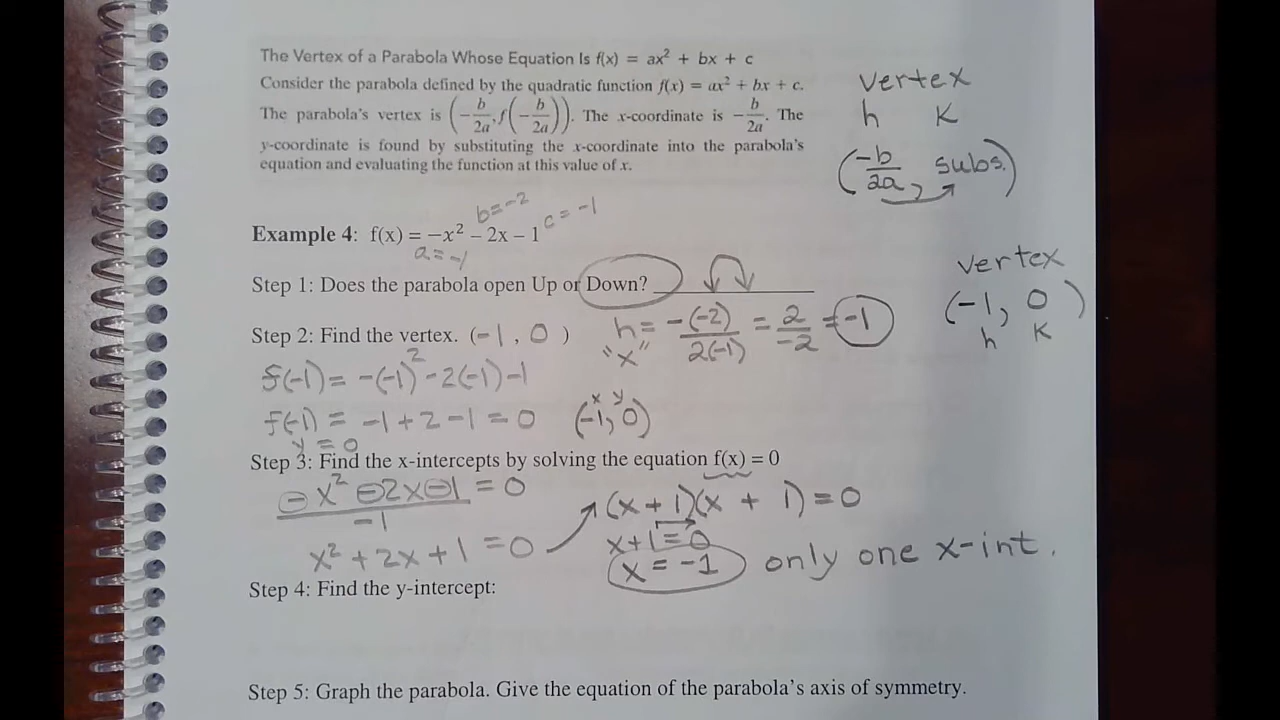 The Vertex of a Parabola Whose Equation Is f(x) = ax² + bx + c
Consider the parabola defined by the quadratic function f(x) = ax² + bx + c.
The parabola's vertex is (−b/2a, f(−b/2a)). The x-coordinate is −b/2a. The
y-coordinate is found by substituting the x-coordinate into the parabola's
equation and evaluating the function at this value of x.
vertex
h K
(-b/2a, subs.)
b=-2
c=-1
Example 4: f(x) = −x² – 2x – 1
a=-1
Step 1: Does the parabola open Up or Down?
vertex
(-1, 0)
h K
Step 2: Find the vertex. (-1, 0)
h = -(-2)/2(-1) = 2/-2 = -1
"x"
f(-1) = -(-1)² -2(-1)-1
f(-1) = -1+2-1=0
x y
(-1, 0)
y = 0
Step 3: Find the x-intercepts by solving the equation f(x) = 0
-x² -2x-1 = 0
-1
(x+1)(x + 1)=0
x²+2x+1 =0
x+1=0
x = -1
only one x-int.
Step 4: Find the y-intercept:
Step 5: Graph the parabola. Give the equation of the parabola's axis of symmetry.